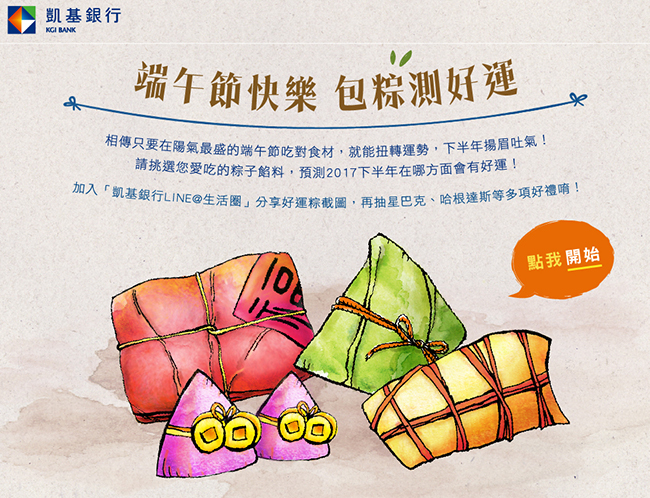 凱基銀行
KGI BANK
端午節快樂 包粽測好運
相傳只要在陽氣最盛的端午節吃對食材，就能扭轉運勢，下半年揚眉吐氣！
請挑選您愛吃的粽子餡料，預測2017下半年在哪方面會有好運！
加入「凱基銀行LINE@生活圈」分享好運粽截圖，再抽星巴克、哈根達斯等多項好禮唷！
點我開始
福